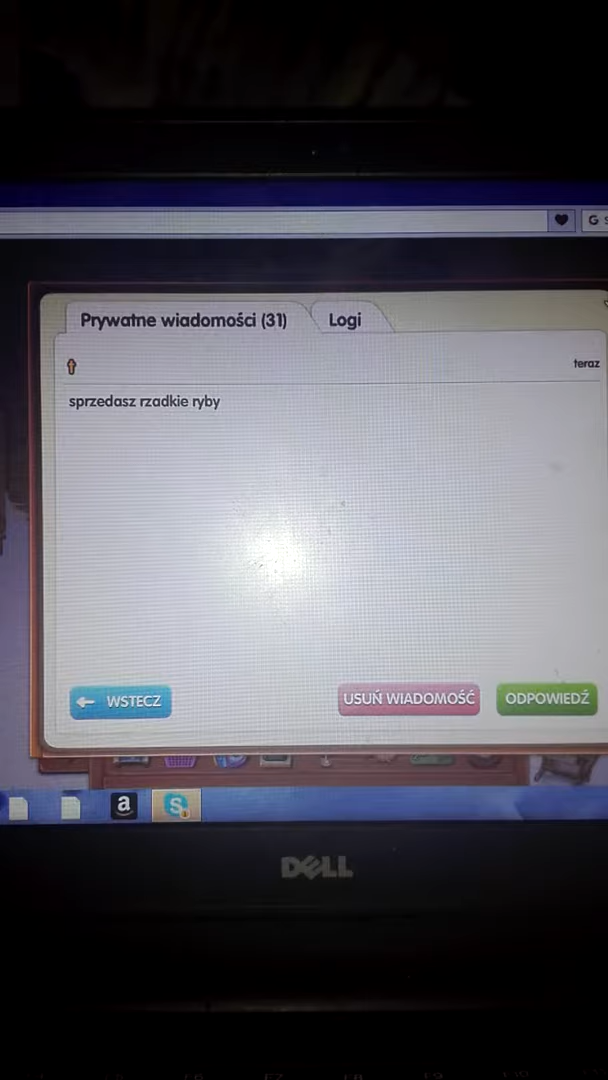 G S
Prywatne wiadomości (31)
Logi
teraz
sprzedasz rzadkie ryby
WSTECZ
USUŃ WIADOMOŚĆ
ODPOWIEDŹ
a
S
DELL